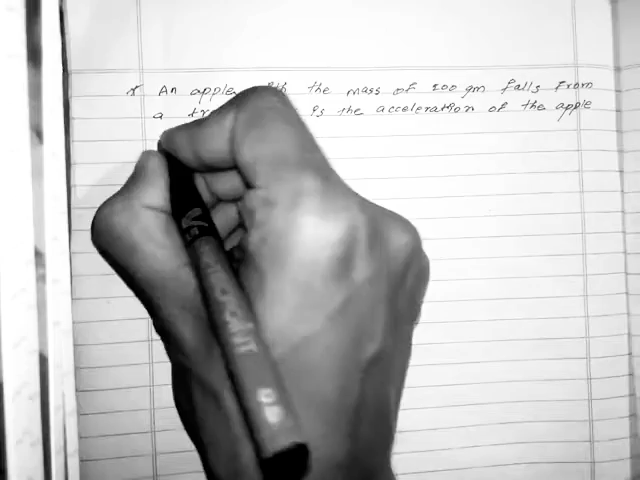 * An apple the mass of 100 gm falls from
a is the acceleration of the apple